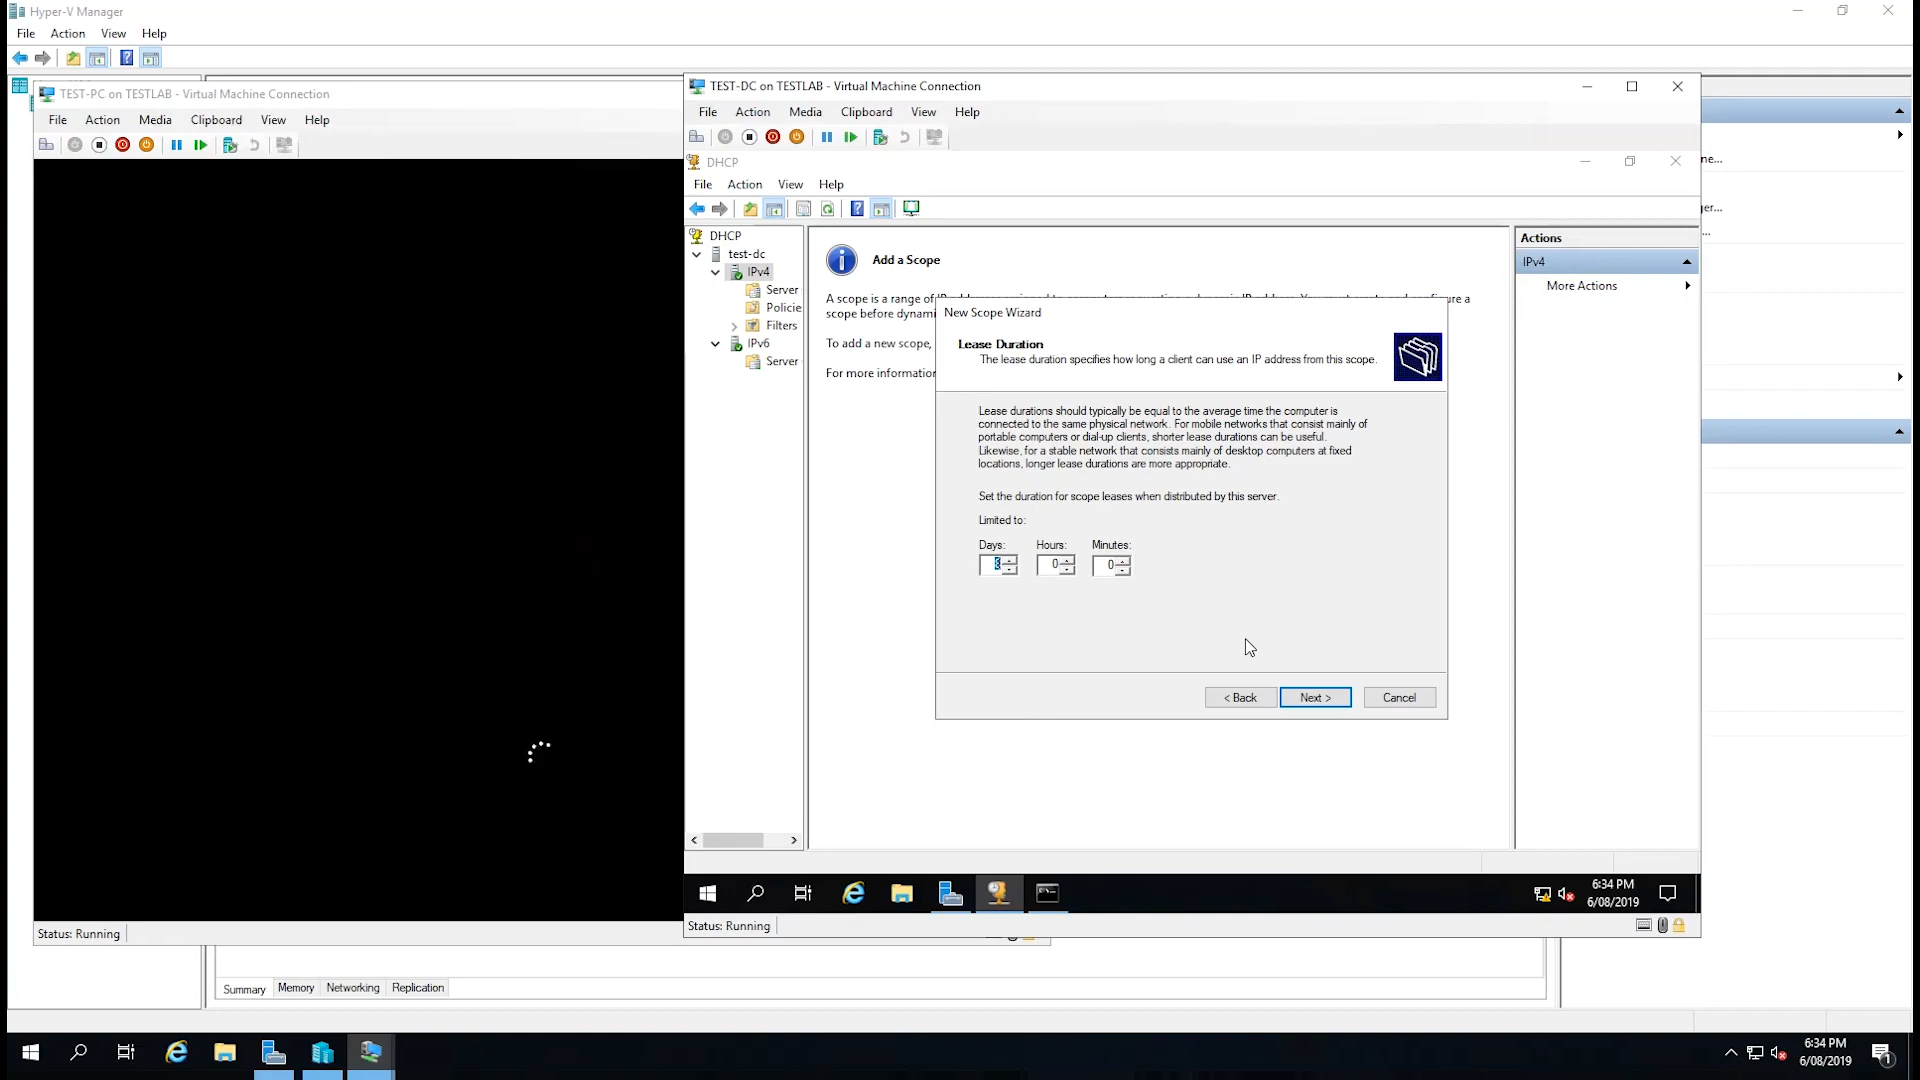 Hyper-V Manager
File Action View Help
TEST-PC on TESTLAB - Virtual Machine Connection
File Action Media Clipboard View Help
TEST-DC on TESTLAB - Virtual Machine Connection
File Action Media Clipboard View Help
DHCP
File Action View Help
DHCP
test-dc
IPv4
Server
Policie
Filters
IPv6
Server
Add a Scope
A scope is a range of
scope before dynami
To add a new scope,
For more information
New Scope Wizard
Lease Duration
The lease duration specifies how long a client can use an IP address from this scope.
Lease durations should typically be equal to the average time the computer is
connected to the same physical network. For mobile networks that consist mainly of
portable computers or dial-up clients, shorter lease durations can be useful.
Likewise, for a stable network that consists mainly of desktop computers at fixed
locations, longer lease durations are more appropriate.
Set the duration for scope leases when distributed by this server.
Limited to:
Days: Hours: Minutes:
8 0 0
< Back Next > Cancel
Actions
IPv4
More Actions
ne...
ger...
...
6:34 PM
6/08/2019
Status: Running
Status: Running
Summary Memory Networking Replication
6:34 PM
6/08/2019
1